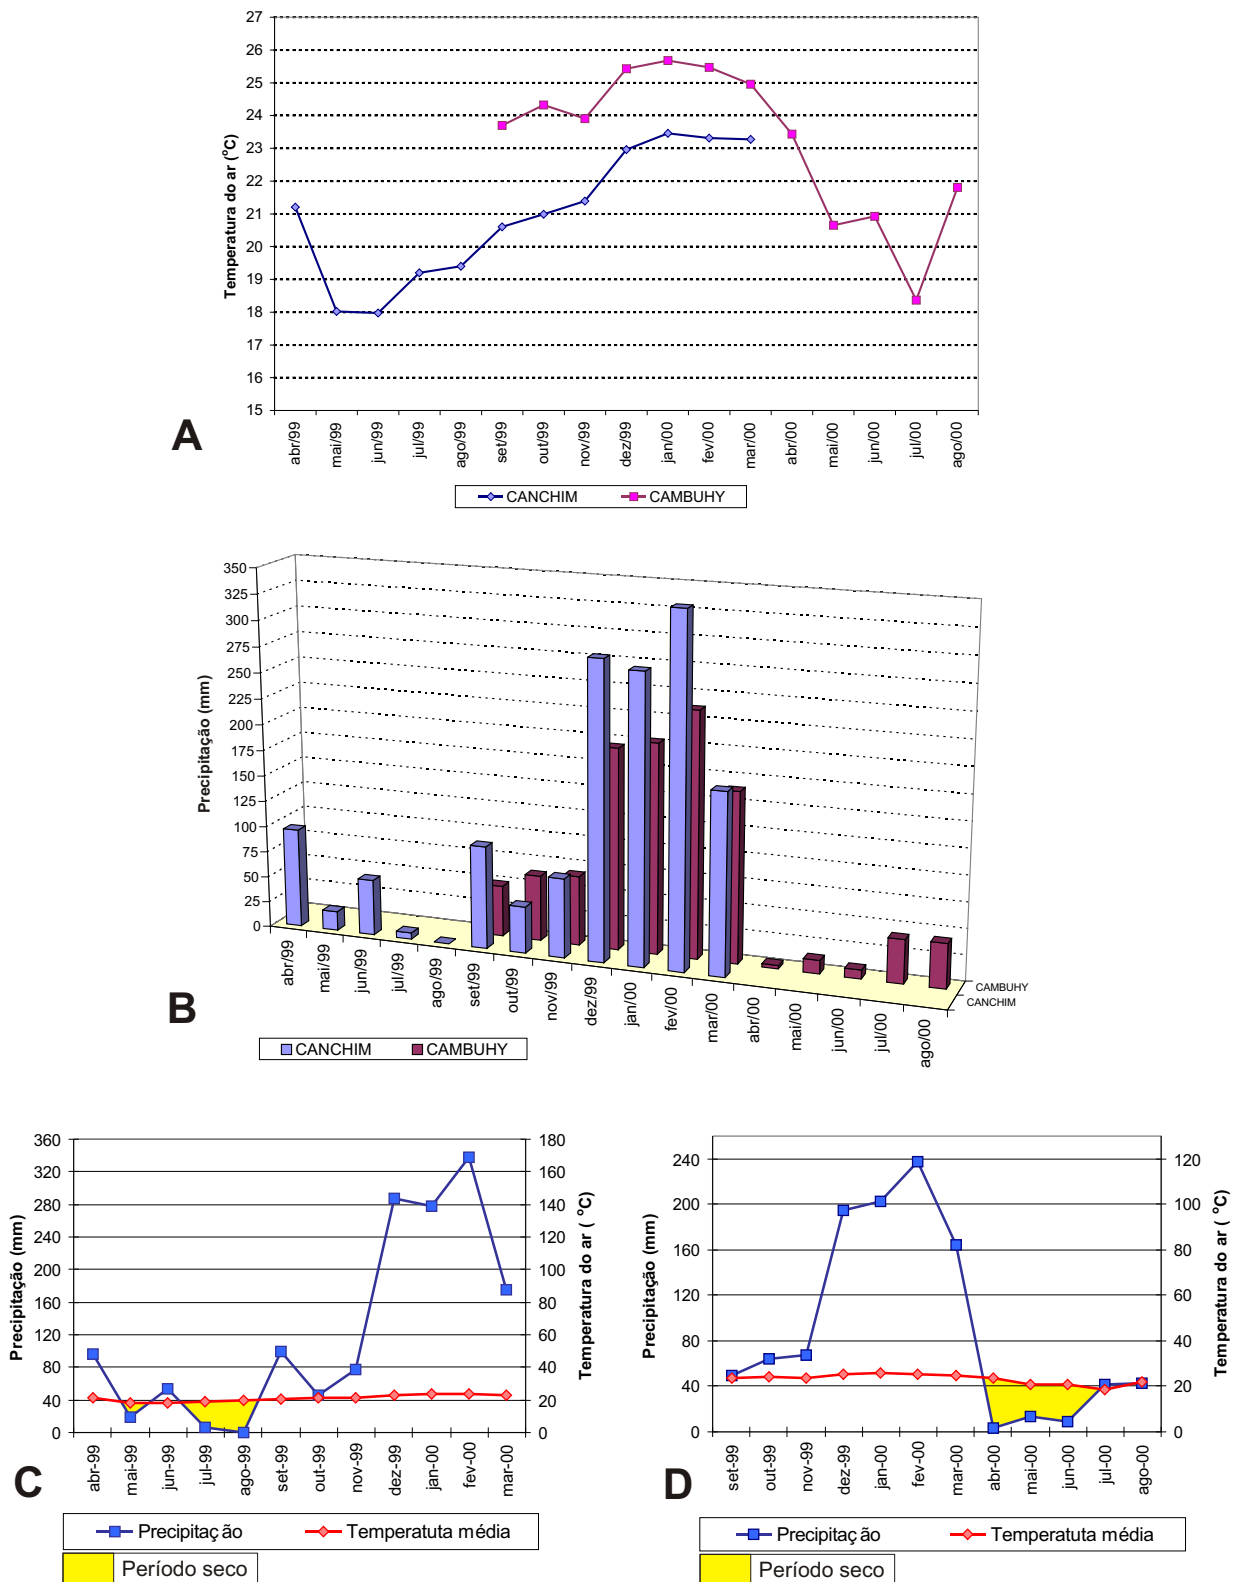 27
26
25
24
23
22
21
20
19
18
17
16
15
Temperatura do ar (°C)
abr/99 mai/99 jun/99 jul/99 ago/99 set/99 out/99 nov/99 dez/99 jan/00 fev/00 mar/00 abr/00 mai/00 jun/00 jul/00 ago/00
A
CANCHIM CAMBUHY
350
325
300
275
250
225
200
175
150
125
100
75
50
25
0
Precipitação (mm)
abr/99 mai/99 jun/99 jul/99 ago/99 set/99 out/99 nov/99 dez/99 jan/00 fev/00 mar/00 abr/00 mai/00 jun/00 jul/00 ago/00
CAMBUHY
CANCHIM
B
CANCHIM CAMBUHY
360
320
280
240
200
160
120
80
40
0
Precipitação (mm)
180
160
140
120
100
80
60
40
20
0
Temperatura do ar ( °C)
abr-99 mai-99 jun-99 jul-99 ago-99 set-99 out-99 nov-99 dez-99 jan-00 fev-00 mar-00
C
Precipitação Temperatuta média
Período seco
240
200
160
120
80
40
0
Precipitação (mm)
120
100
80
60
40
20
0
Temperatura do ar ( °C)
set-99 out-99 nov-99 dez-99 jan-00 fev-00 mar-00 abr-00 mai-00 jun-00 jul-00 ago-00
D
Precipitação Temperatuta média
Período seco